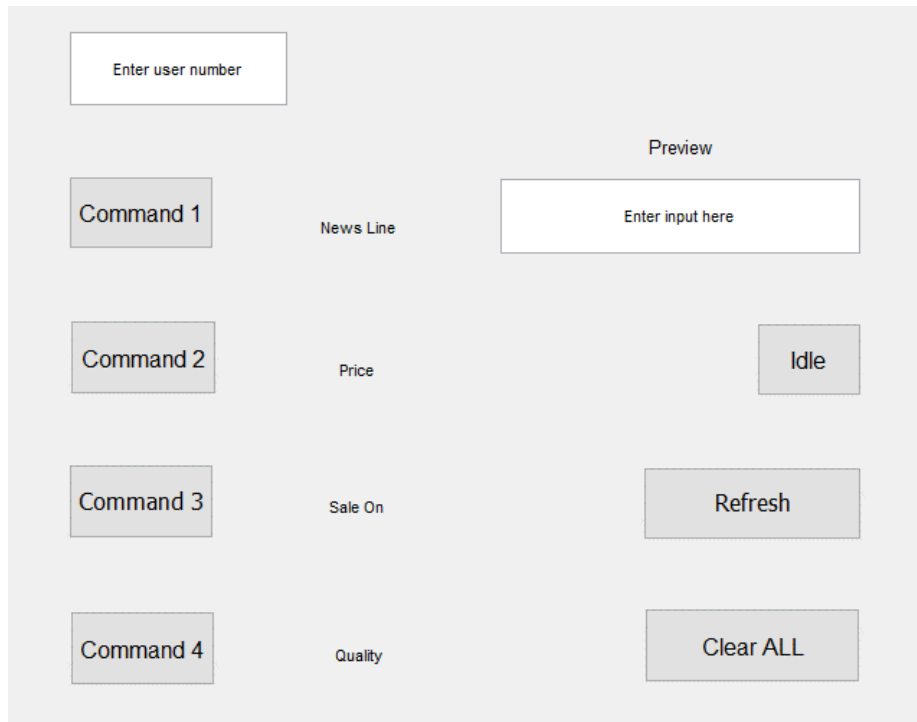 Enter user number
Preview
Command 1
News Line
Enter input here
Command 2
Price
Idle
Command 3
Sale On
Refresh
Command 4
Quality
Clear ALL